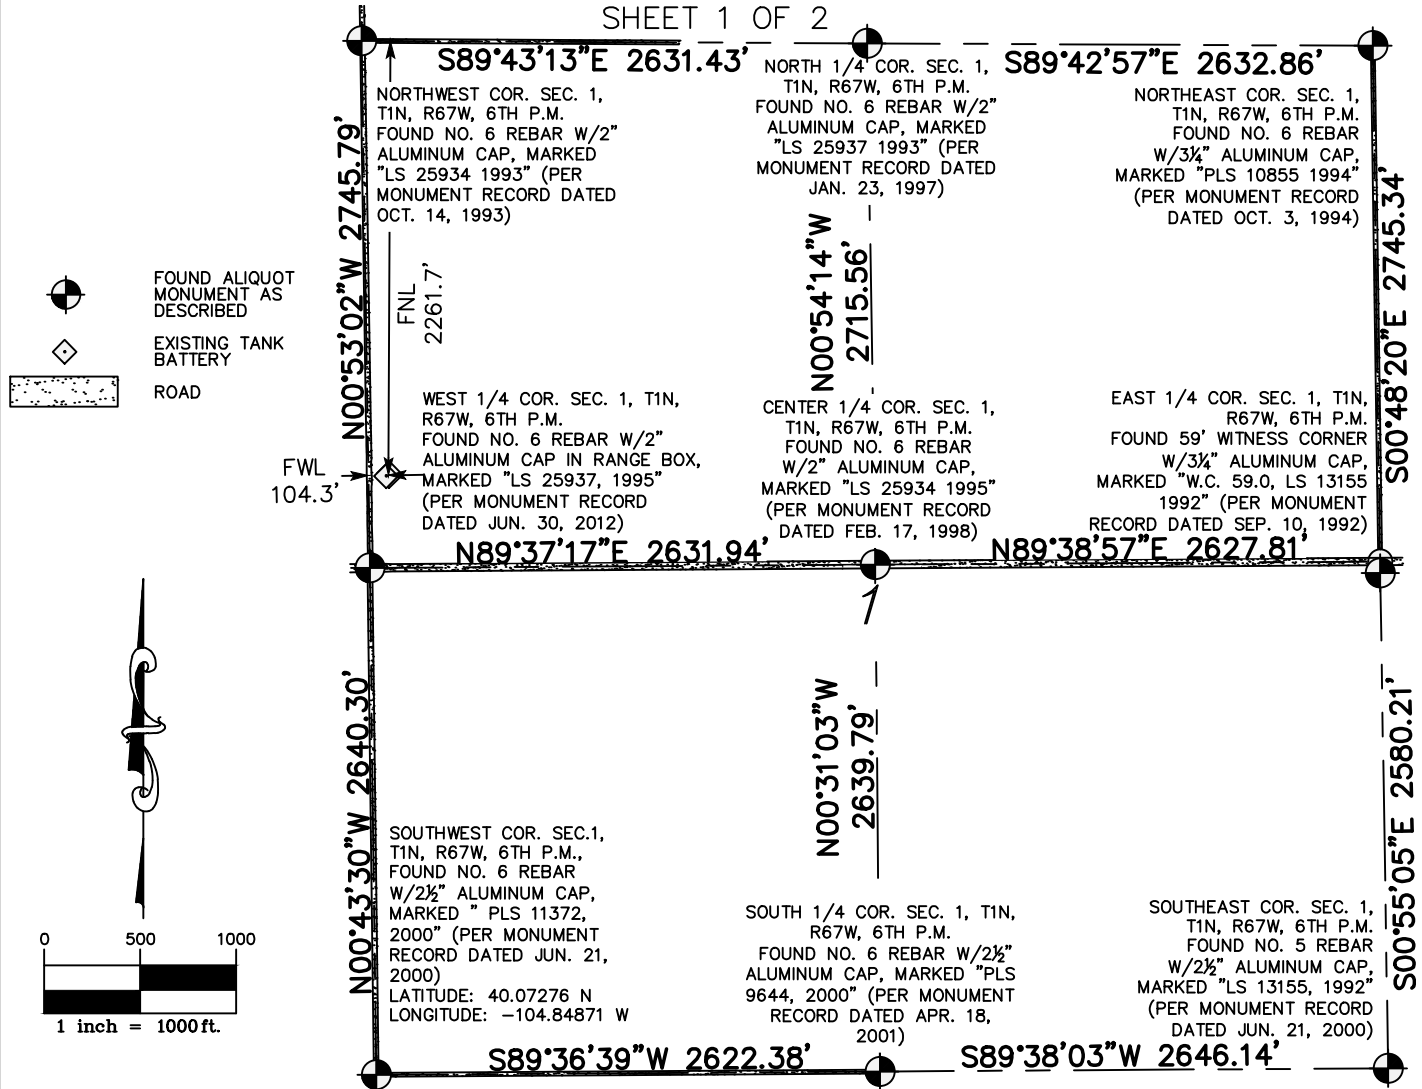 SHEET 1 OF 2
S89°43'13"E 2631.43'
S89°42'57"E 2632.86'
NORTHWEST COR. SEC. 1,
T1N, R67W, 6TH P.M.
FOUND NO. 6 REBAR W/2"
ALUMINUM CAP, MARKED
"LS 25934 1993" (PER
MONUMENT RECORD DATED
OCT. 14, 1993)
NORTH 1/4 COR. SEC. 1,
T1N, R67W, 6TH P.M.
FOUND NO. 6 REBAR W/2"
ALUMINUM CAP, MARKED
"LS 25937 1993" (PER
MONUMENT RECORD DATED
JAN. 23, 1997)
NORTHEAST COR. SEC. 1,
T1N, R67W, 6TH P.M.
FOUND NO. 6 REBAR
W/3¼" ALUMINUM CAP,
MARKED "PLS 10855 1994"
(PER MONUMENT RECORD
DATED OCT. 3, 1994)
N00°53'02"W 2745.79'
FNL
2261.7'
N00°54'14"W
2715.56'
S00°48'20"E 2745.34'
FOUND ALIQUOT
MONUMENT AS
DESCRIBED
EXISTING TANK
BATTERY
ROAD
FWL
104.3'
WEST 1/4 COR. SEC. 1, T1N,
R67W, 6TH P.M.
FOUND NO. 6 REBAR W/2"
ALUMINUM CAP IN RANGE BOX,
MARKED "LS 25937, 1995"
(PER MONUMENT RECORD
DATED JUN. 30, 2012)
CENTER 1/4 COR. SEC. 1,
T1N, R67W, 6TH P.M.
FOUND NO. 6 REBAR
W/2" ALUMINUM CAP,
MARKED "LS 25934 1995"
(PER MONUMENT RECORD
DATED FEB. 17, 1998)
EAST 1/4 COR. SEC. 1, T1N,
R67W, 6TH P.M.
FOUND 59' WITNESS CORNER
W/3¼" ALUMINUM CAP,
MARKED "W.C. 59.0, LS 13155
1992" (PER MONUMENT
RECORD DATED SEP. 10, 1992)
N89°37'17"E 2631.94'
N89°38'57"E 2627.81'
1
N00°43'30"W 2640.30'
N00°31'03"W
2639.79'
S00°55'05"E 2580.21'
SOUTHWEST COR. SEC.1,
T1N, R67W, 6TH P.M.,
FOUND NO. 6 REBAR
W/2½" ALUMINUM CAP,
MARKED " PLS 11372,
2000" (PER MONUMENT
RECORD DATED JUN. 21,
2000)
LATITUDE: 40.07276 N
LONGITUDE: -104.84871 W
SOUTH 1/4 COR. SEC. 1, T1N,
R67W, 6TH P.M.
FOUND NO. 6 REBAR W/2½"
ALUMINUM CAP, MARKED "PLS
9644, 2000" (PER MONUMENT
RECORD DATED APR. 18,
2001)
SOUTHEAST COR. SEC. 1,
T1N, R67W, 6TH P.M.
FOUND NO. 5 REBAR
W/2½" ALUMINUM CAP,
MARKED "LS 13155, 1992"
(PER MONUMENT RECORD
DATED JUN. 21, 2000)
0 500 1000
1 inch = 1000 ft.
S89°36'39"W 2622.38'
S89°38'03"W 2646.14'